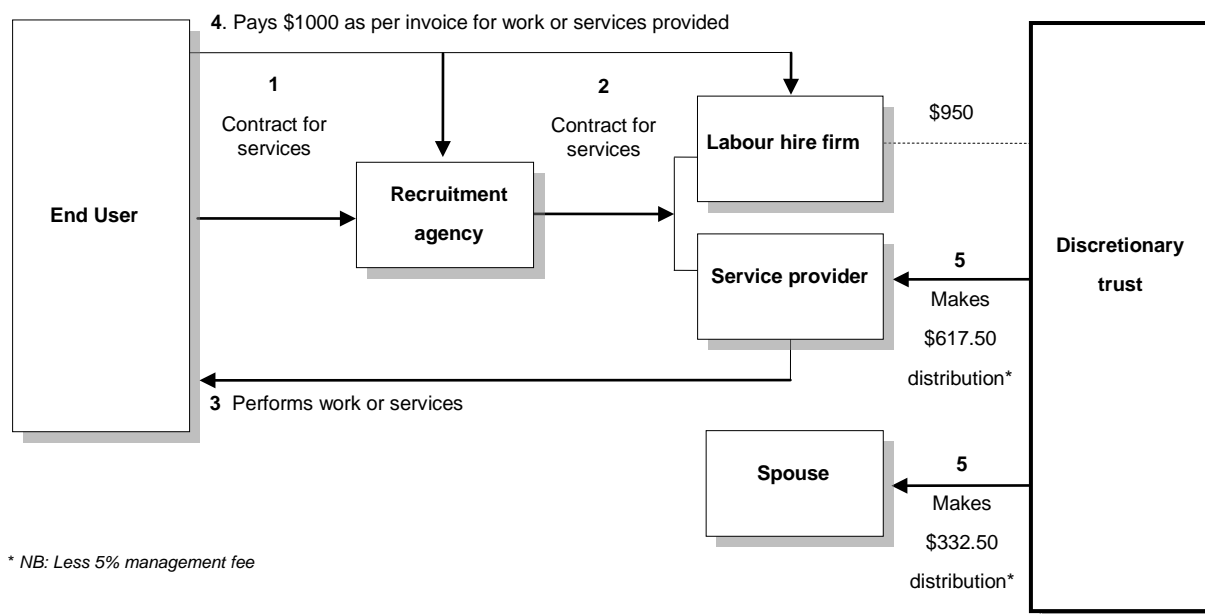 4. Pays $1000 as per invoice for work or services provided
1
Contract for
services
2
Contract for
services
$950
Labour hire firm
End User
Recruitment
agency
Discretionary
trust
Service provider
5
Makes
$617.50
distribution*
3 Performs work or services
Spouse
5
Makes
$332.50
distribution*
* NB: Less 5% management fee